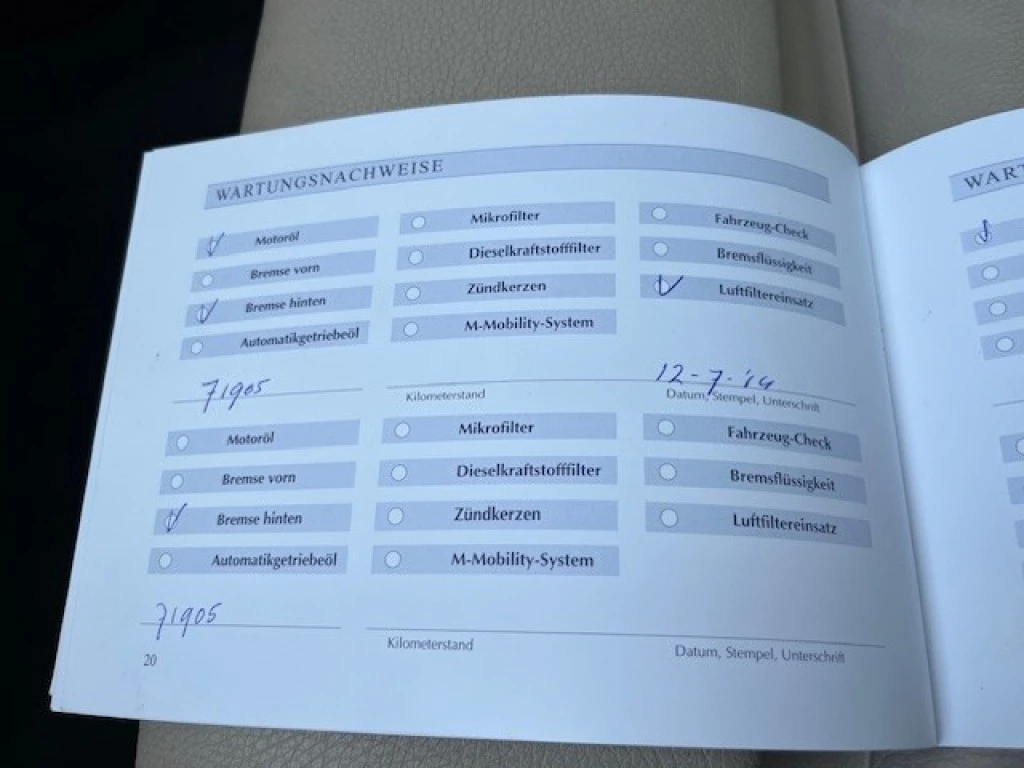 WARTUNGSNACHWEISE
Motoröl Mikrofilter Fahrzeug-Check
Bremse vorn Dieselkraftstofffilter Bremsflüssigkeit
Bremse hinten Zündkerzen Luftfiltereinsatz
Automatikgetriebeöl M-Mobility-System
71905 12-7-'14
Kilometerstand Datum, Stempel, Unterschrift
Motoröl Mikrofilter Fahrzeug-Check
Bremse vorn Dieselkraftstofffilter Bremsflüssigkeit
Bremse hinten Zündkerzen Luftfiltereinsatz
Automatikgetriebeöl M-Mobility-System
71905
Kilometerstand Datum, Stempel, Unterschrift
20
WART